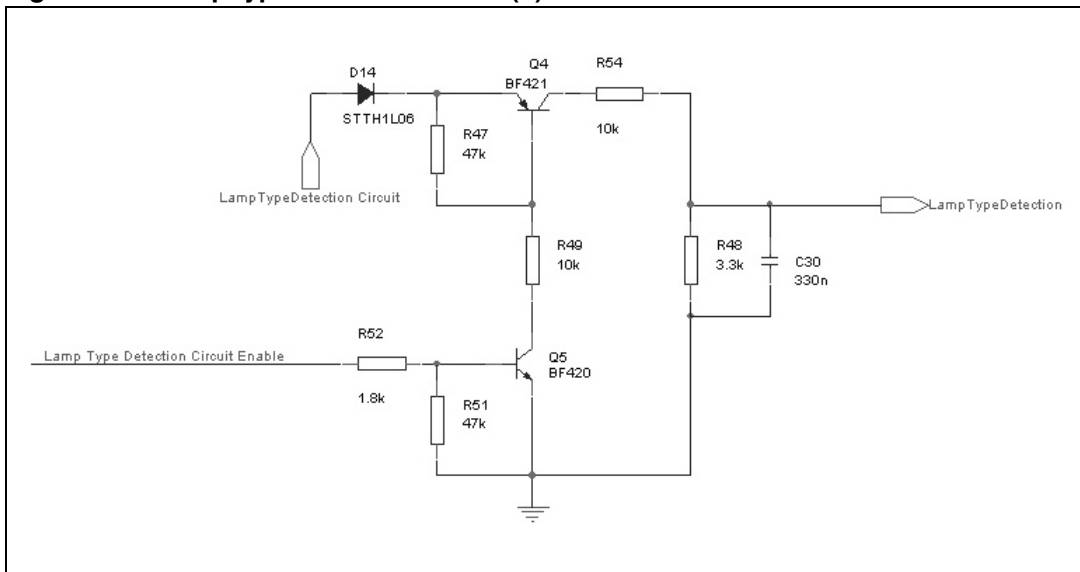 Q4
BF421
R54
10k
D14
STTH1L06
R47
47k
LampTypeDetection Circuit
LampTypeDetection
R49
10k
R48
3.3k
C30
330n
R52
1.8k
Lamp Type Detection Circuit Enable
Q5
BF420
R51
47k